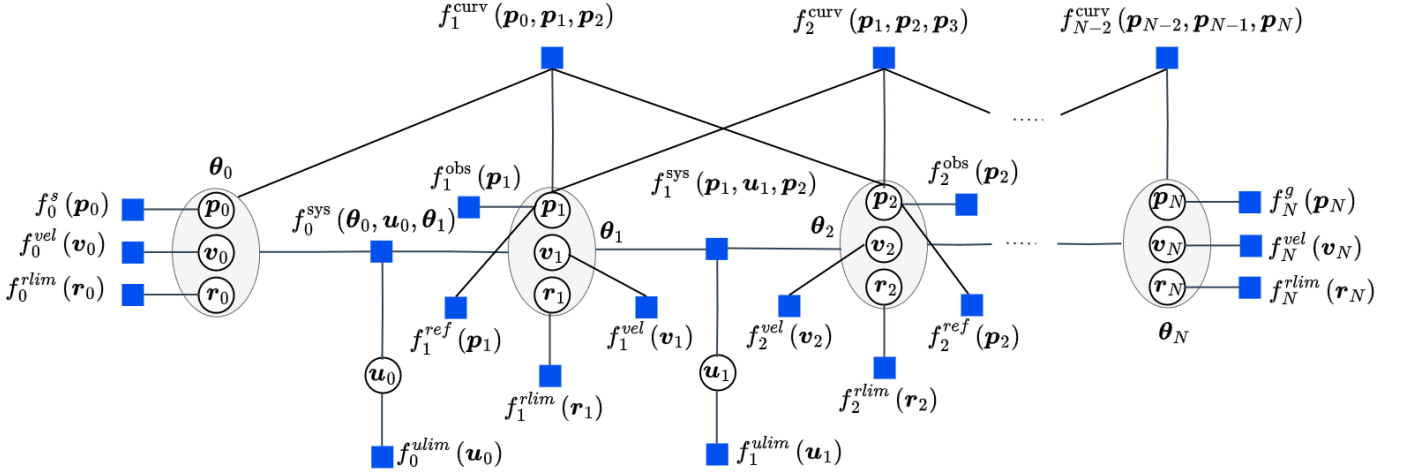 f_1^{curv}(p_0, p_1, p_2)
f_2^{curv}(p_1, p_2, p_3)
f_{N-2}^{curv}(p_{N-2}, p_{N-1}, p_N)
.....
θ_0
f_1^{obs}(p_1)
f_1^{sys}(p_1, u_1, p_2)
f_2^{obs}(p_2)
f_0^s(p_0)
p_0
f_0^{sys}(θ_0, u_0, θ_1)
p_1
p_2
p_N
f_N^g(p_N)
θ_1
θ_2
f_0^{vel}(v_0)
v_0
v_1
v_2
.....
v_N
f_N^{vel}(v_N)
f_0^{rlim}(r_0)
r_0
r_1
r_2
r_N
f_N^{rlim}(r_N)
f_1^{ref}(p_1)
f_1^{vel}(v_1)
f_2^{vel}(v_2)
f_2^{ref}(p_2)
θ_N
u_0
u_1
f_1^{rlim}(r_1)
f_2^{rlim}(r_2)
f_0^{ulim}(u_0)
f_1^{ulim}(u_1)